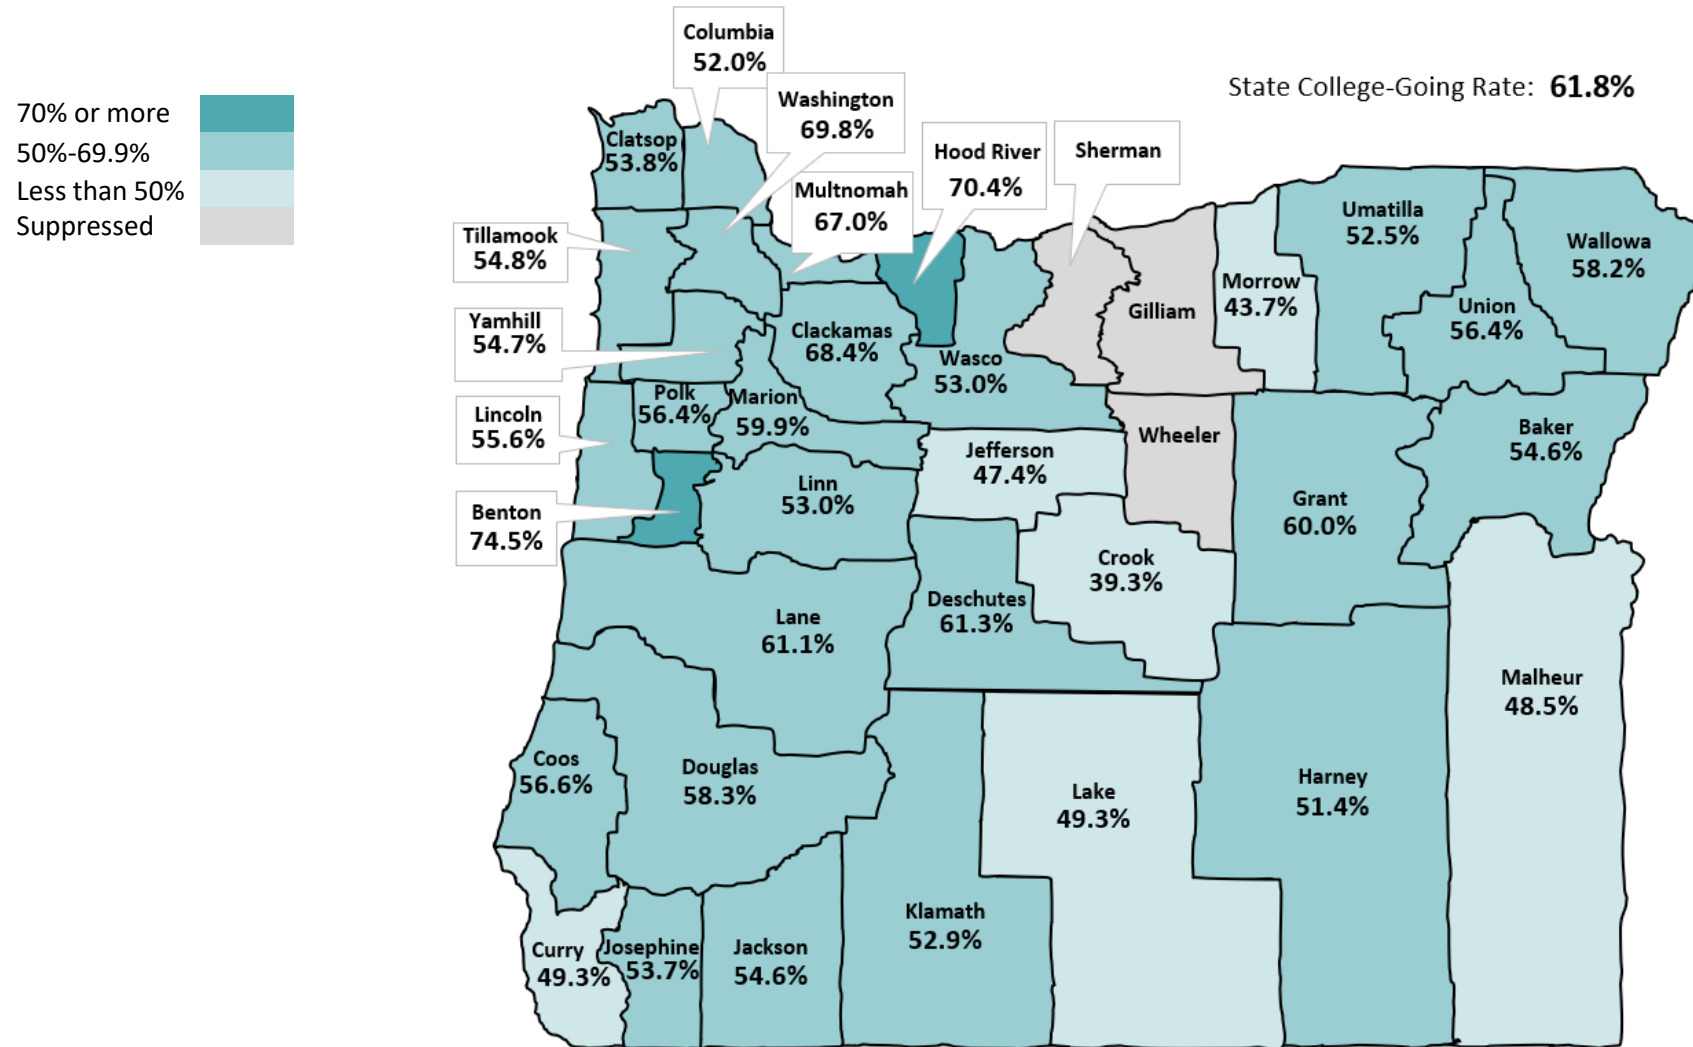 70% or more
50%-69.9%
Less than 50%
Suppressed
State College-Going Rate: 61.8%
Columbia
52.0%
Washington
69.8%
Clatsop
53.8%
Multnomah
67.0%
Hood River
70.4%
Sherman
Tillamook
54.8%
Umatilla
52.5%
Wallowa
58.2%
Morrow
43.7%
Gilliam
Union
56.4%
Yamhill
54.7%
Clackamas
68.4%
Wasco
53.0%
Polk
56.4%
Marion
59.9%
Lincoln
55.6%
Jefferson
47.4%
Wheeler
Baker
54.6%
Linn
53.0%
Grant
60.0%
Benton
74.5%
Crook
39.3%
Deschutes
61.3%
Lane
61.1%
Malheur
48.5%
Coos
56.6%
Douglas
58.3%
Lake
49.3%
Harney
51.4%
Klamath
52.9%
Curry
49.3%
Josephine
53.7%
Jackson
54.6%